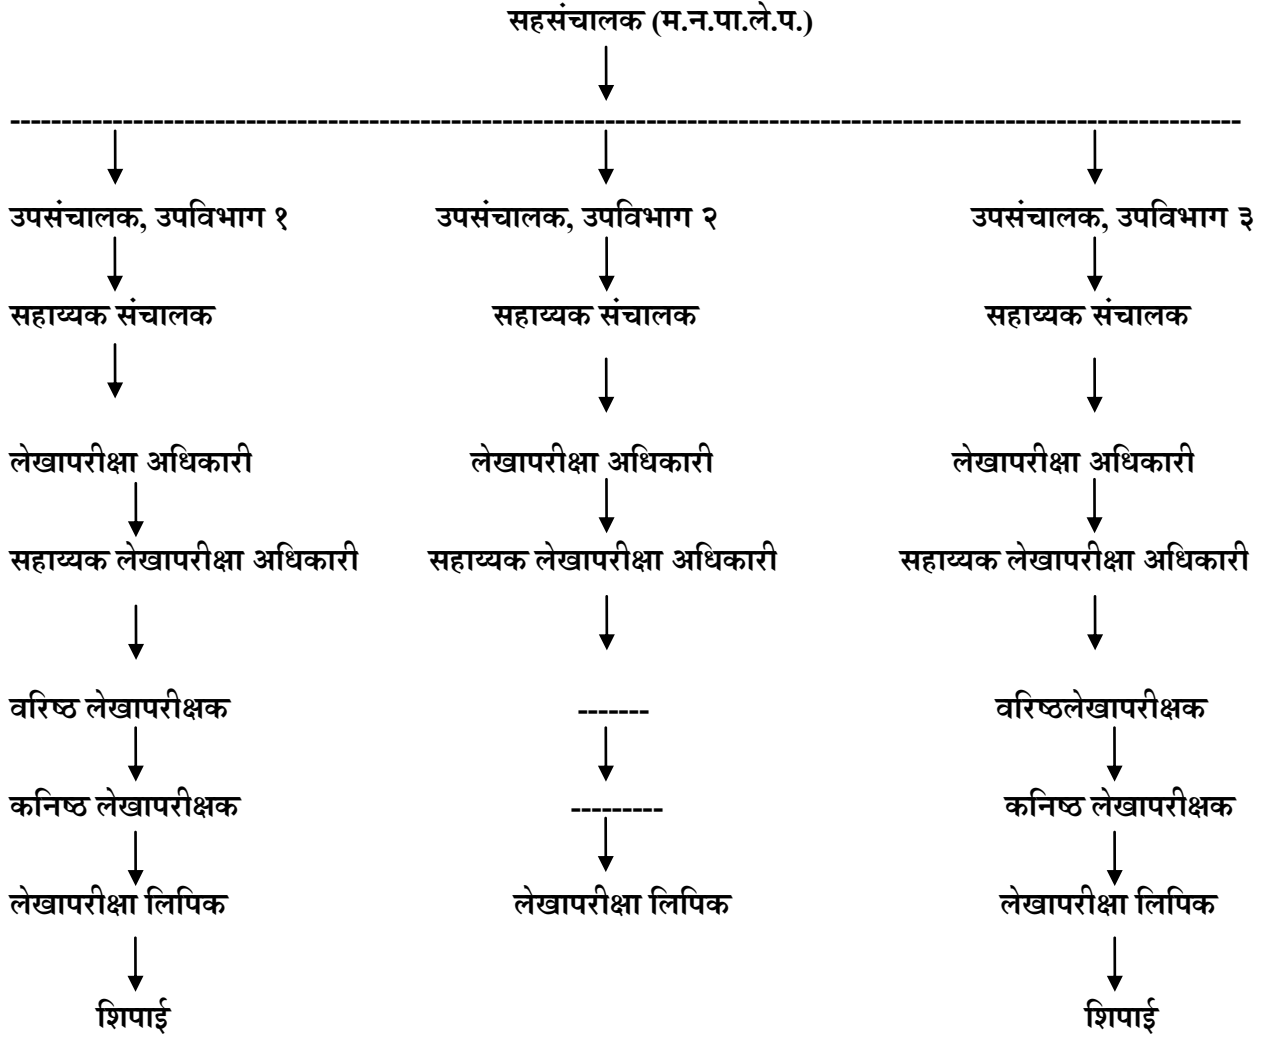 सहसंचालक (म.न.पा.ले.प.)
------------------------------------------------------------------------------------------------------------------------
उपसंचालक, उपविभाग १ उपसंचालक, उपविभाग २ उपसंचालक, उपविभाग ३
सहाय्यक संचालक सहाय्यक संचालक सहाय्यक संचालक
लेखापरीक्षा अधिकारी लेखापरीक्षा अधिकारी लेखापरीक्षा अधिकारी
सहाय्यक लेखापरीक्षा अधिकारी सहाय्यक लेखापरीक्षा अधिकारी सहाय्यक लेखापरीक्षा अधिकारी
वरिष्ठ लेखापरीक्षक ------- वरिष्ठलेखापरीक्षक
कनिष्ठ लेखापरीक्षक --------- कनिष्ठ लेखापरीक्षक
लेखापरीक्षा लिपिक लेखापरीक्षा लिपिक लेखापरीक्षा लिपिक
शिपाई शिपाई